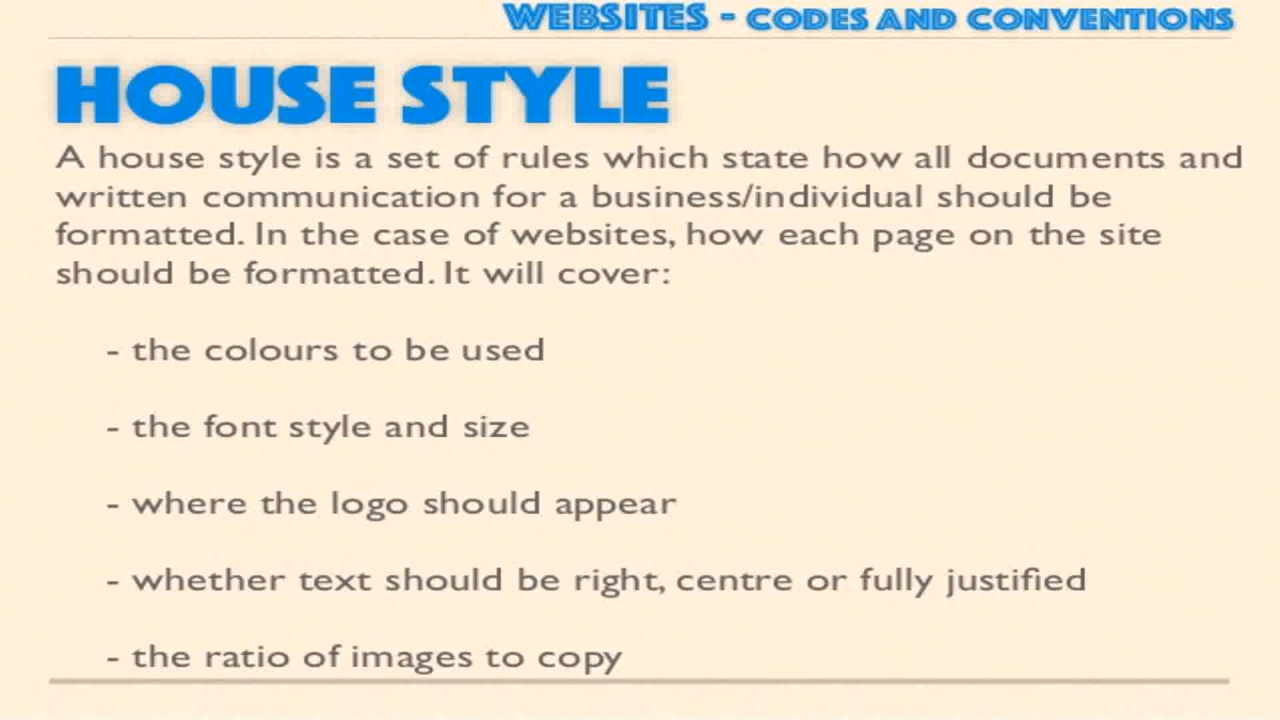 WEBSITES - CODES AND CONVENTIONS
HOUSE STYLE
A house style is a set of rules which state how all documents and
written communication for a business/individual should be
formatted. In the case of websites, how each page on the site
should be formatted. It will cover:
- the colours to be used
- the font style and size
- where the logo should appear
- whether text should be right, centre or fully justified
- the ratio of images to copy